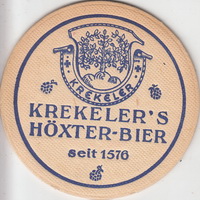 KREKELER
KREKELER'S
HÖXTER-BIER
seit 1576